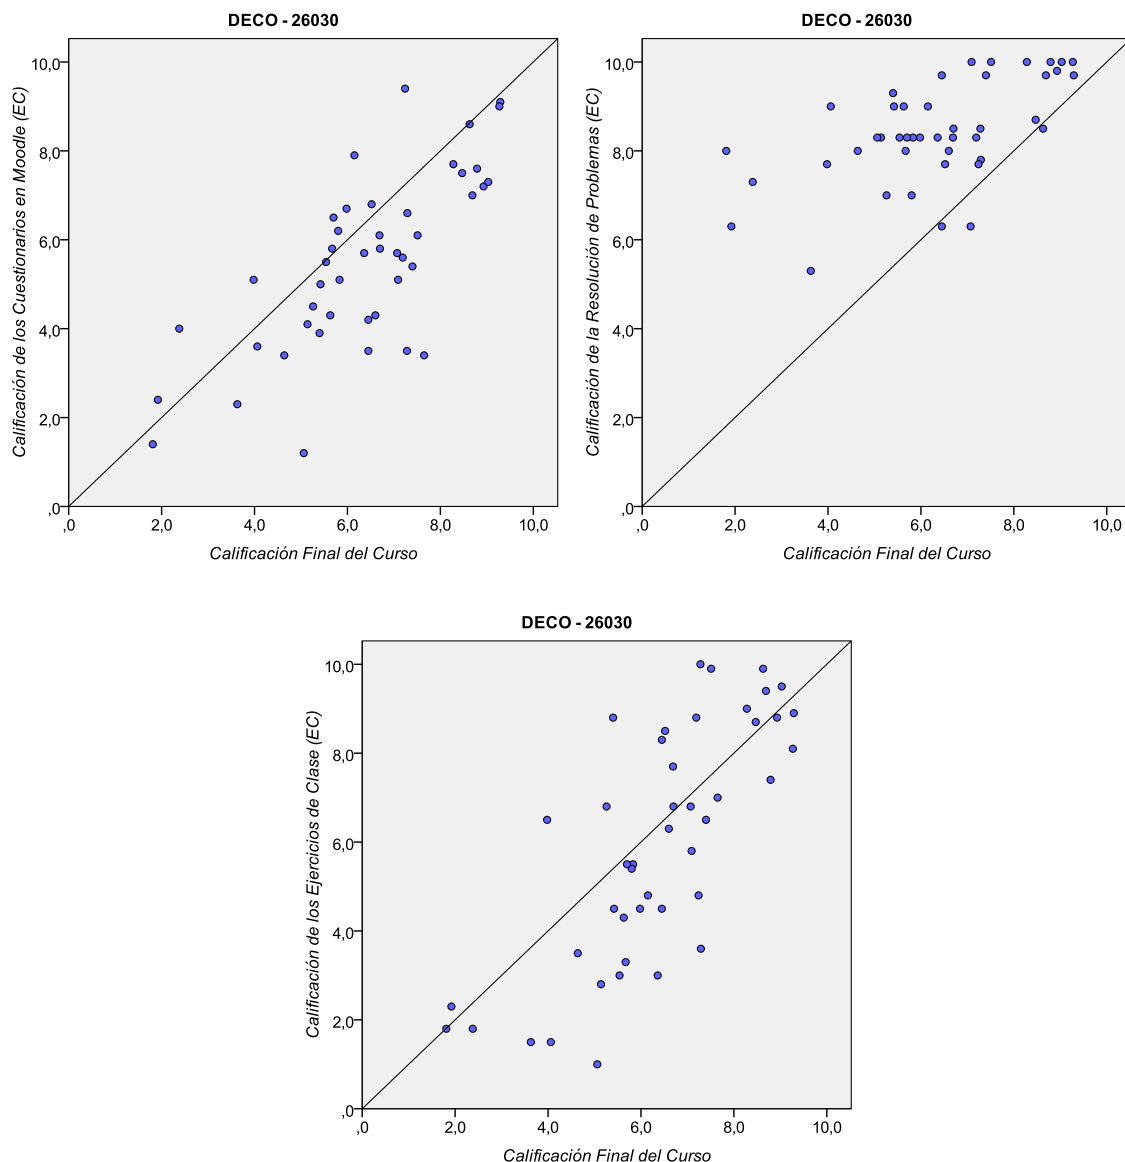 DECO - 26030
Calificación de los Cuestionarios en Moodle (EC)
10,0
8,0
6,0
4,0
2,0
,0
,0 2,0 4,0 6,0 8,0 10,0
Calificación Final del Curso
DECO - 26030
Calificación de la Resolución de Problemas (EC)
10,0
8,0
6,0
4,0
2,0
,0
,0 2,0 4,0 6,0 8,0 10,0
Calificación Final del Curso
DECO - 26030
Calificación de los Ejercicios de Clase (EC)
10,0
8,0
6,0
4,0
2,0
,0
,0 2,0 4,0 6,0 8,0 10,0
Calificación Final del Curso